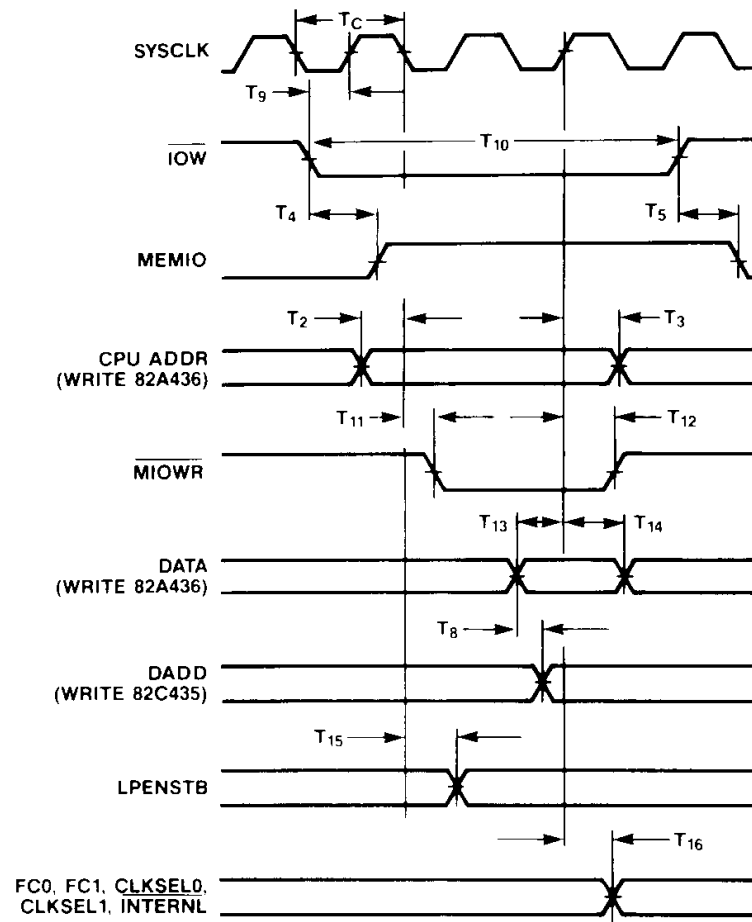 T_C
SYSCLK
T_9
IOW
T_10
T_4
T_5
MEMIO
T_2
T_3
CPU ADDR
(WRITE 82A436)
T_11
T_12
MIOWR
T_13
T_14
DATA
(WRITE 82A436)
T_8
DADD
(WRITE 82C435)
T_15
LPENSTB
T_16
FC0, FC1, CLKSEL0,
CLKSEL1, INTERNL